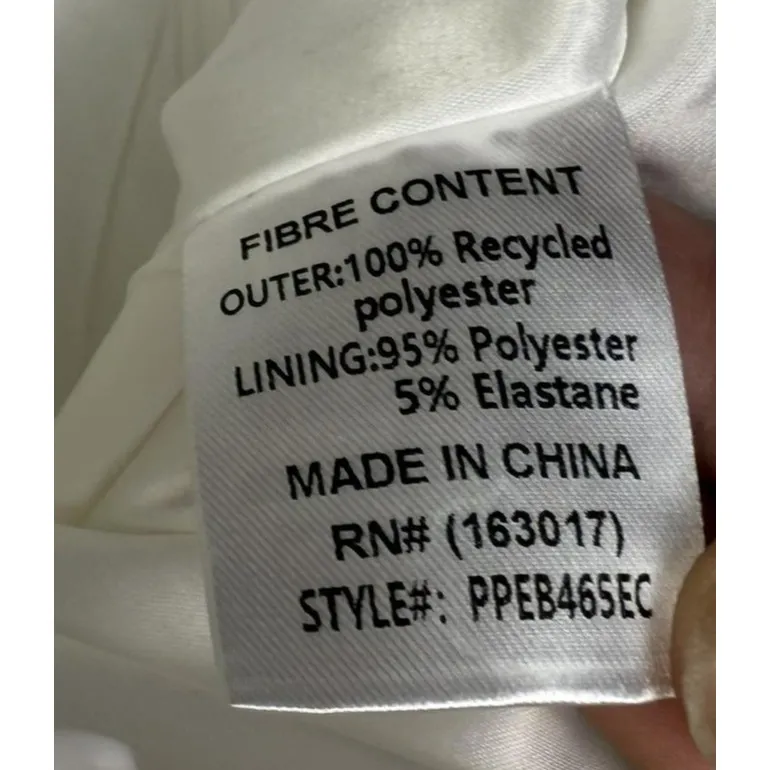 FIBRE CONTENT
OUTER:100% Recycled
polyester
LINING:95% Polyester
5% Elastane
MADE IN CHINA
RN# (163017)
STYLE#: PPEB465EC